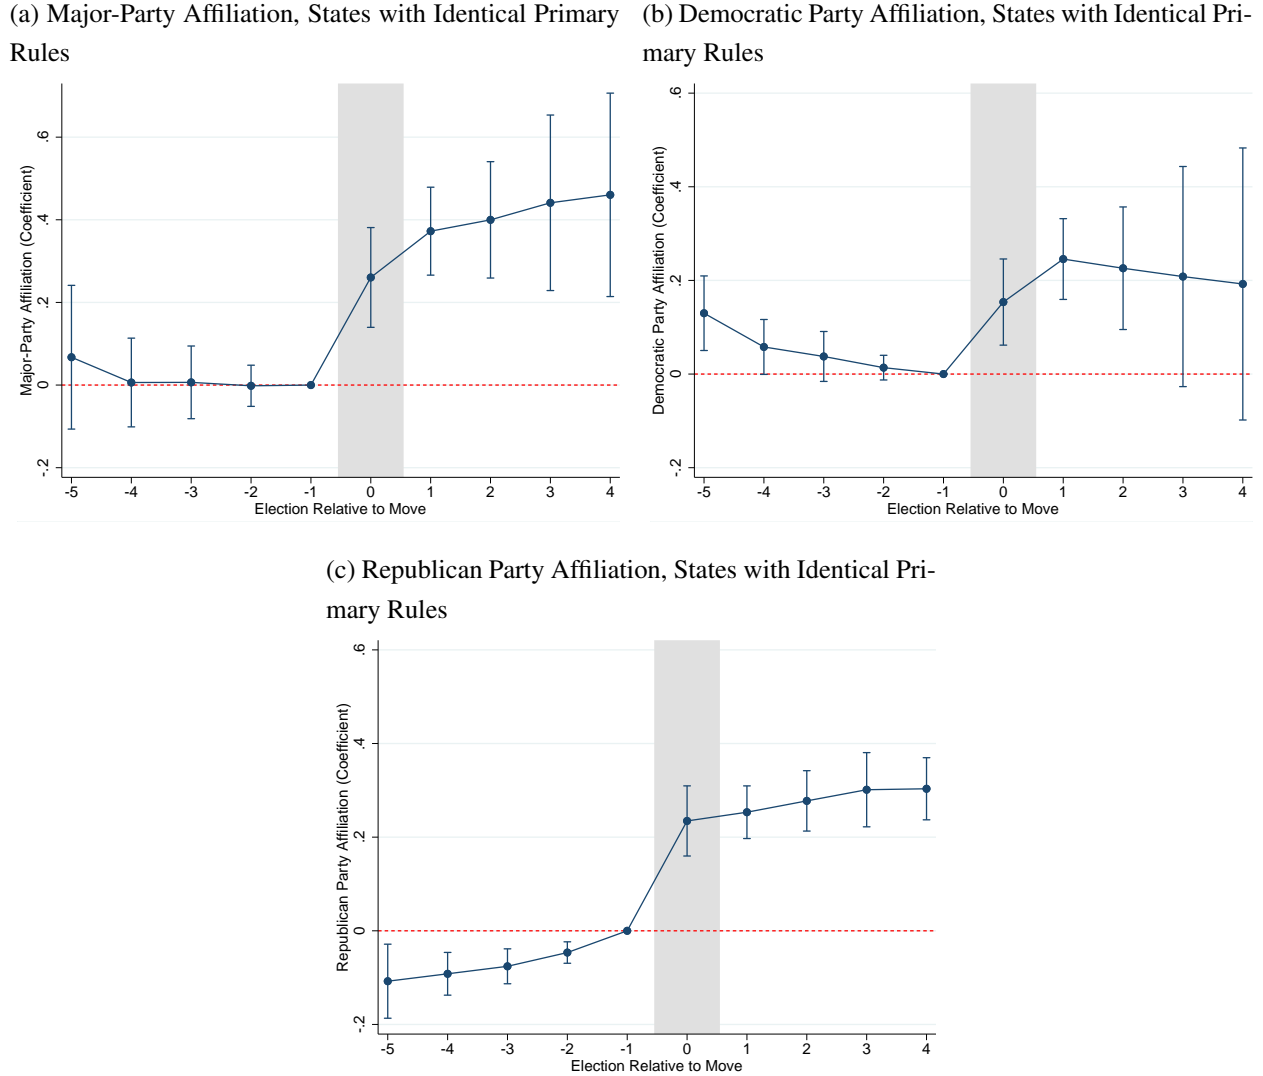 (a) Major-Party Affiliation, States with Identical Primary
Rules
Major-Party Affiliation (Coefficient)
.6
.4
.2
0
-.2
-5 -4 -3 -2 -1 0 1 2 3 4
Election Relative to Move
(b) Democratic Party Affiliation, States with Identical Pri-
mary Rules
Democratic Party Affiliation (Coefficient)
.6
.4
.2
0
-.2
-5 -4 -3 -2 -1 0 1 2 3 4
Election Relative to Move
(c) Republican Party Affiliation, States with Identical Pri-
mary Rules
Republican Party Affiliation (Coefficient)
.6
.4
.2
0
-.2
-5 -4 -3 -2 -1 0 1 2 3 4
Election Relative to Move